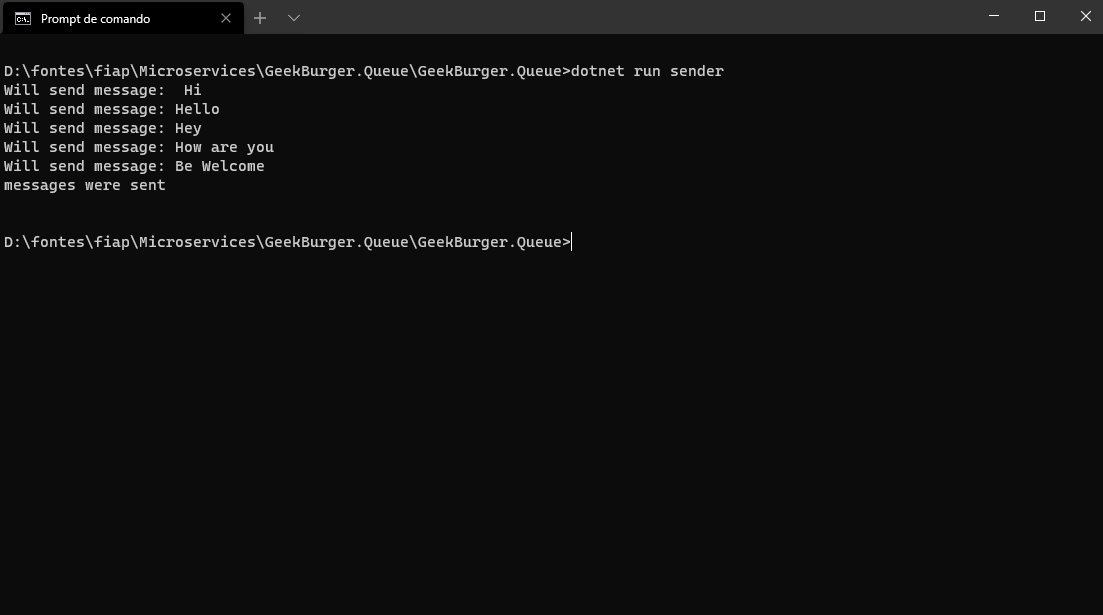 Prompt de comando
D:\fontes\fiap\Microservices\GeekBurger.Queue\GeekBurger.Queue>dotnet run sender
Will send message:  Hi
Will send message: Hello
Will send message: Hey
Will send message: How are you
Will send message: Be Welcome
messages were sent
D:\fontes\fiap\Microservices\GeekBurger.Queue\GeekBurger.Queue>